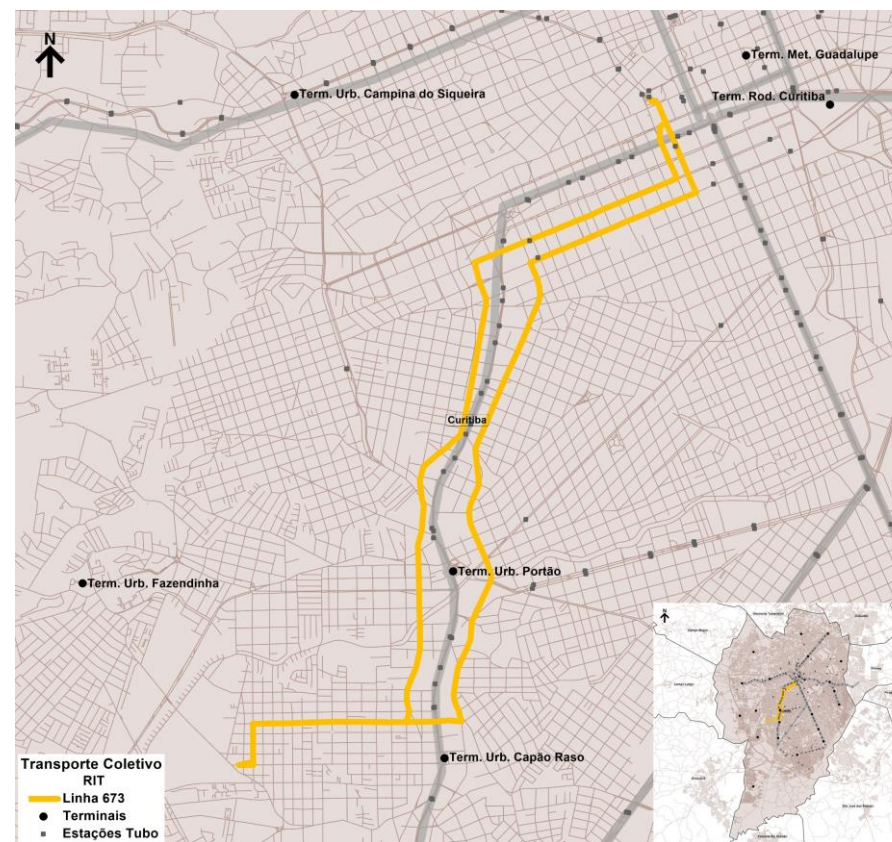 N
Term. Met. Guadalupe
Term. Urb. Campina do Siqueira
Term. Rod. Curitiba
Curitiba
Term. Urb. Portão
Term. Urb. Fazendinha
Term. Urb. Capão Raso
Transporte Coletivo
RIT
Linha 673
Terminais
Estações Tubo
N